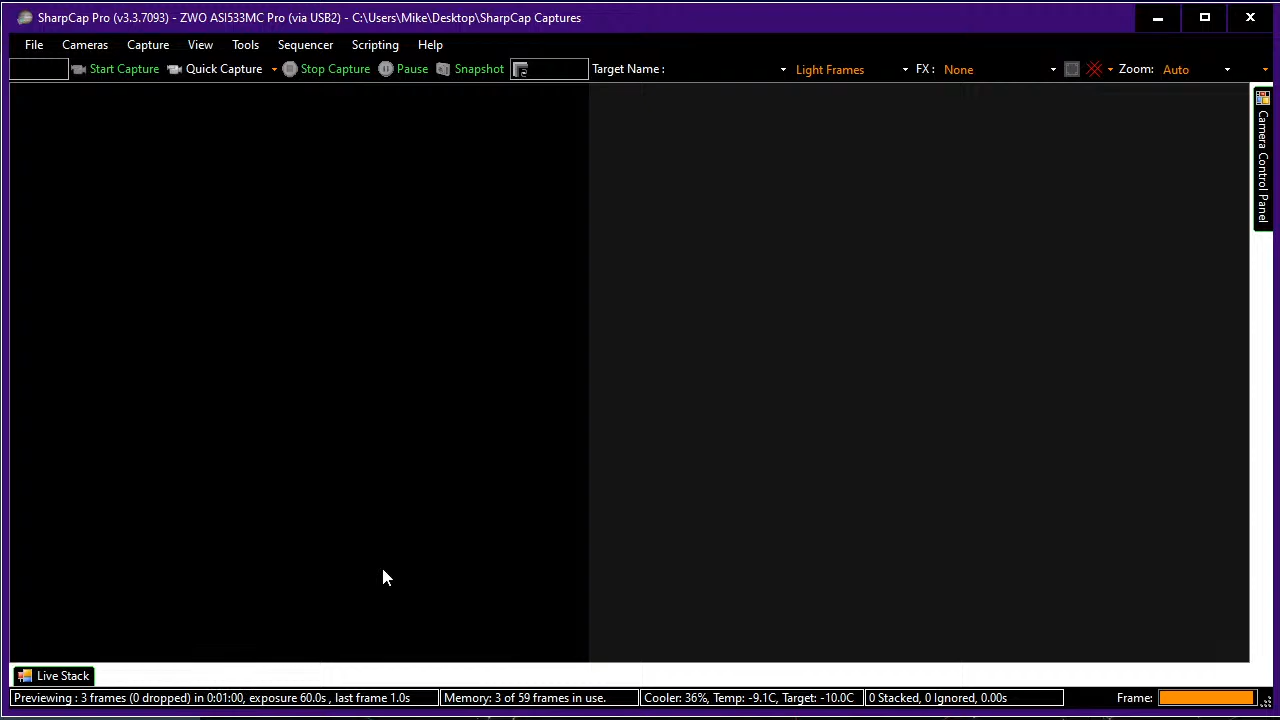 SharpCap Pro (v3.3.7093) - ZWO ASI533MC Pro (via USB2) - C:\Users\Mike\Desktop\SharpCap Captures
File Cameras Capture View Tools Sequencer Scripting Help
Start Capture Quick Capture Stop Capture Pause Snapshot Target Name : Light Frames FX : None Zoom: Auto
Camera Control Panel
Live Stack
Previewing : 3 frames (0 dropped) in 0:01:00, exposure 60.0s , last frame 1.0s Memory: 3 of 59 frames in use. Cooler: 36%, Temp: -9.1C, Target: -10.0C 0 Stacked, 0 Ignored, 0.00s Frame: